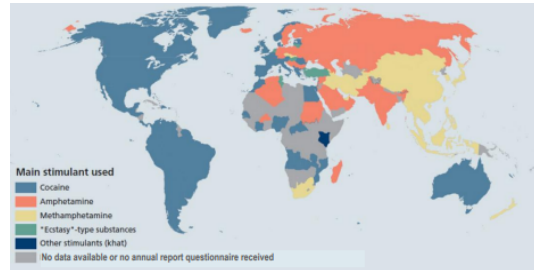 Main stimulant used
Cocaine
Amphetamine
Methamphetamine
"Ecstasy"-type substances
Other stimulants (khat)
No data available or no annual report questionnaire received